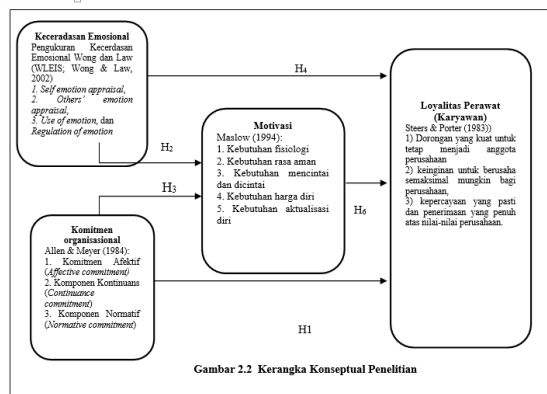 Keceradasan Emosional
Pengukuran Kecerdasan
Emosional Wong dan Law
(WLEIS; Wong & Law,
2002)
1. Self emotion appraisal,
2. Others' emotion
appraisal,
3. Use of emotion, dan
Regulation of emotion
H4
H2
H3
Motivasi
Maslow (1994):
1. Kebutuhan fisiologi
2. Kebutuhan rasa aman
3. Kebutuhan mencintai
dan dicintai
4. Kebutuhan harga diri
5. Kebutuhan aktualisasi
diri
H6
Komitmen
organisasional
Allen & Meyer (1984):
1. Komitmen Afektif
(Affective commitment)
2. Komponen Kontinuans
(Continuance
commitment)
3. Komponen Normatif
(Normative commitment)
Loyalitas Perawat
(Karyawan)
Steers & Porter (1983))
1) Dorongan yang kuat untuk
tetap menjadi anggota
perusahaan
2) keinginan untuk berusaha
semaksimal mungkin bagi
perusahaan,
3) kepercayaan yang pasti
dan penerimaan yang penuh
atas nilai-nilai perusahaan.
H1
Gambar 2.2 Kerangka Konseptual Penelitian